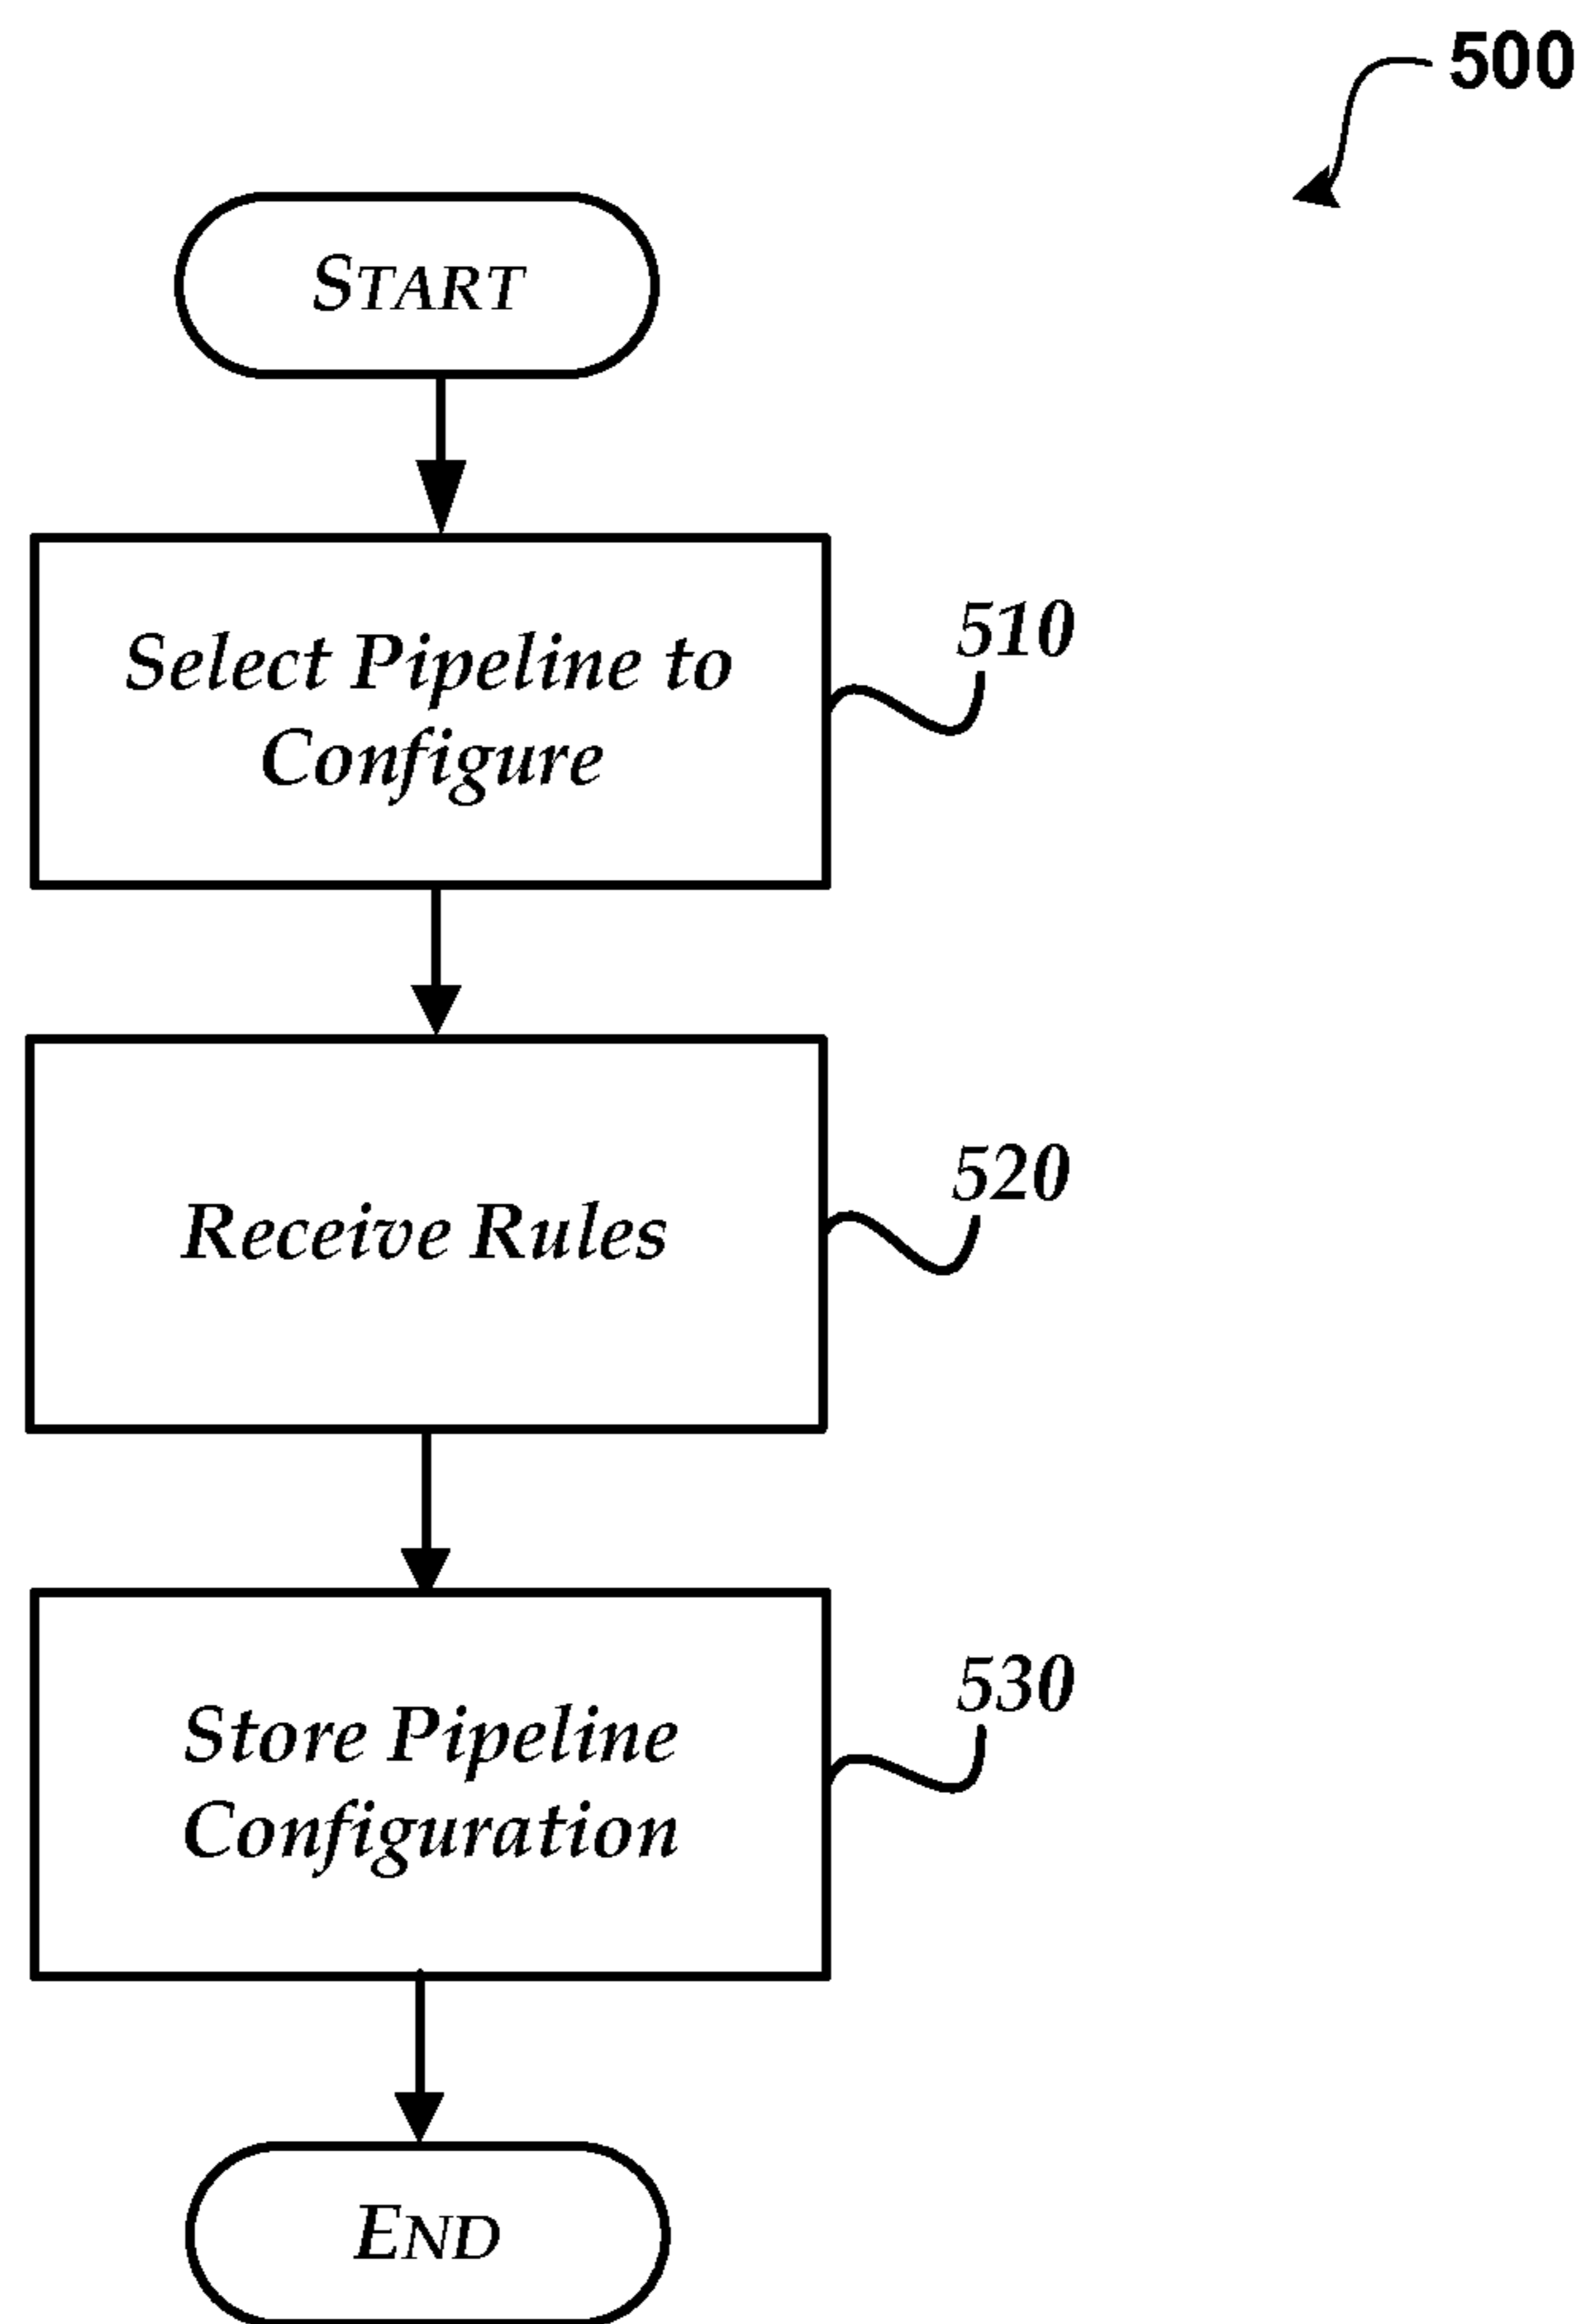 500
START
510
Select Pipeline to
Configure
520
Receive Rules
530
Store Pipeline
Configuration
END